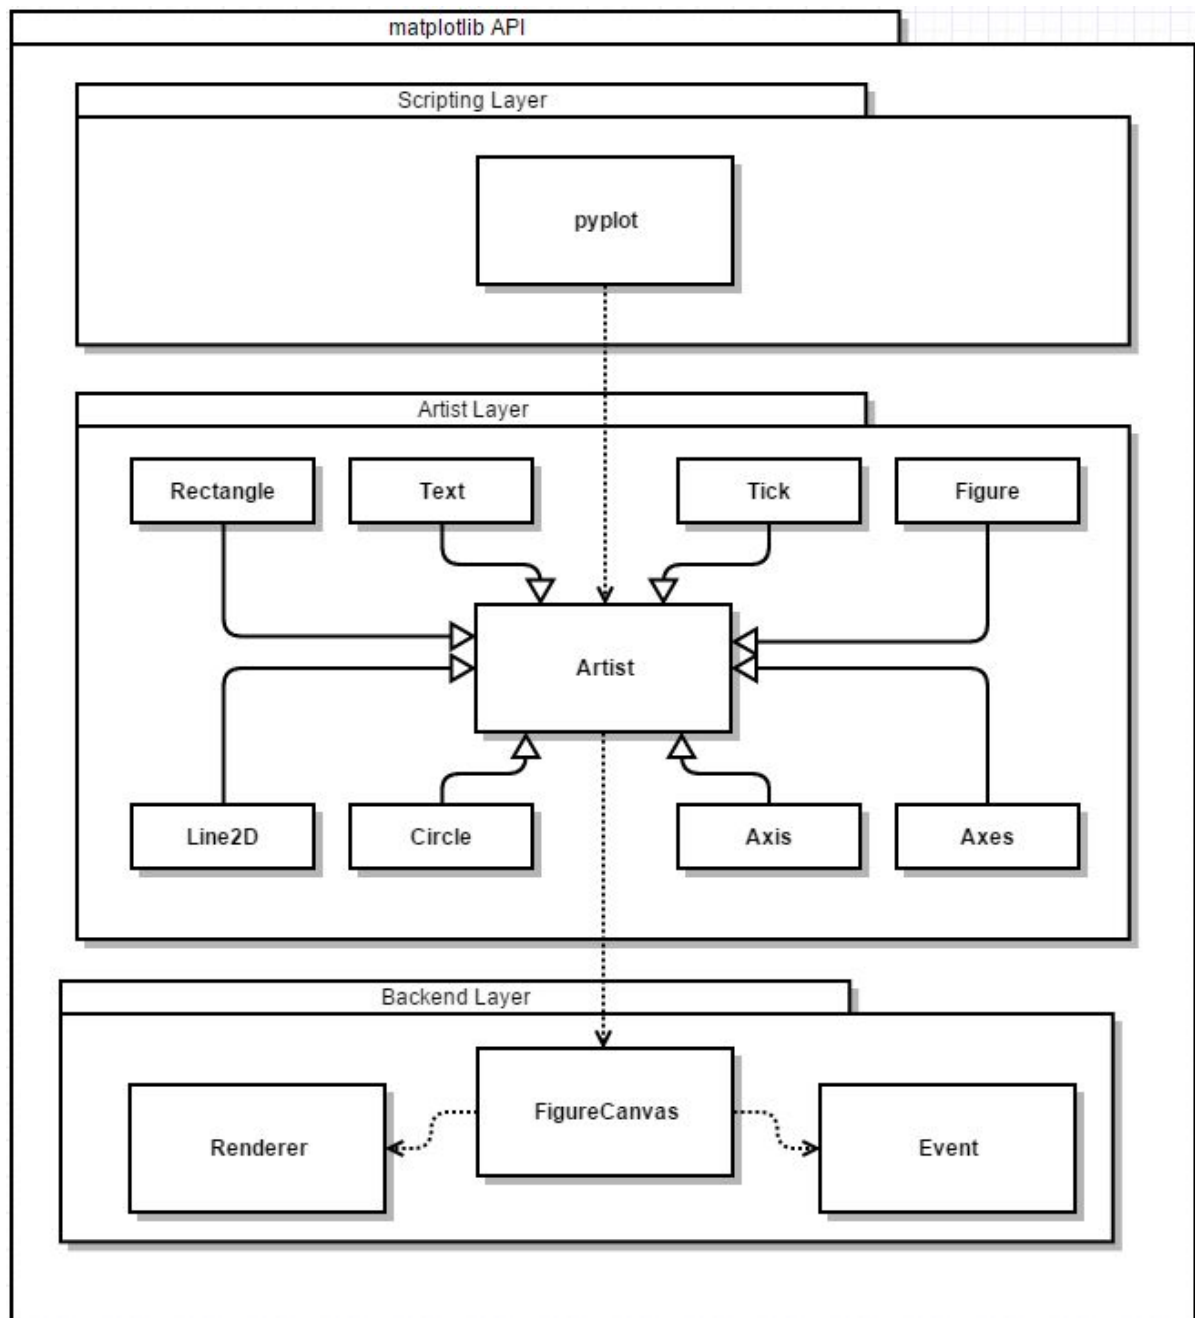 matplotlib API
Scripting Layer
pyplot
Artist Layer
Rectangle
Text
Tick
Figure
Artist
Line2D
Circle
Axis
Axes
Backend Layer
FigureCanvas
Renderer
Event